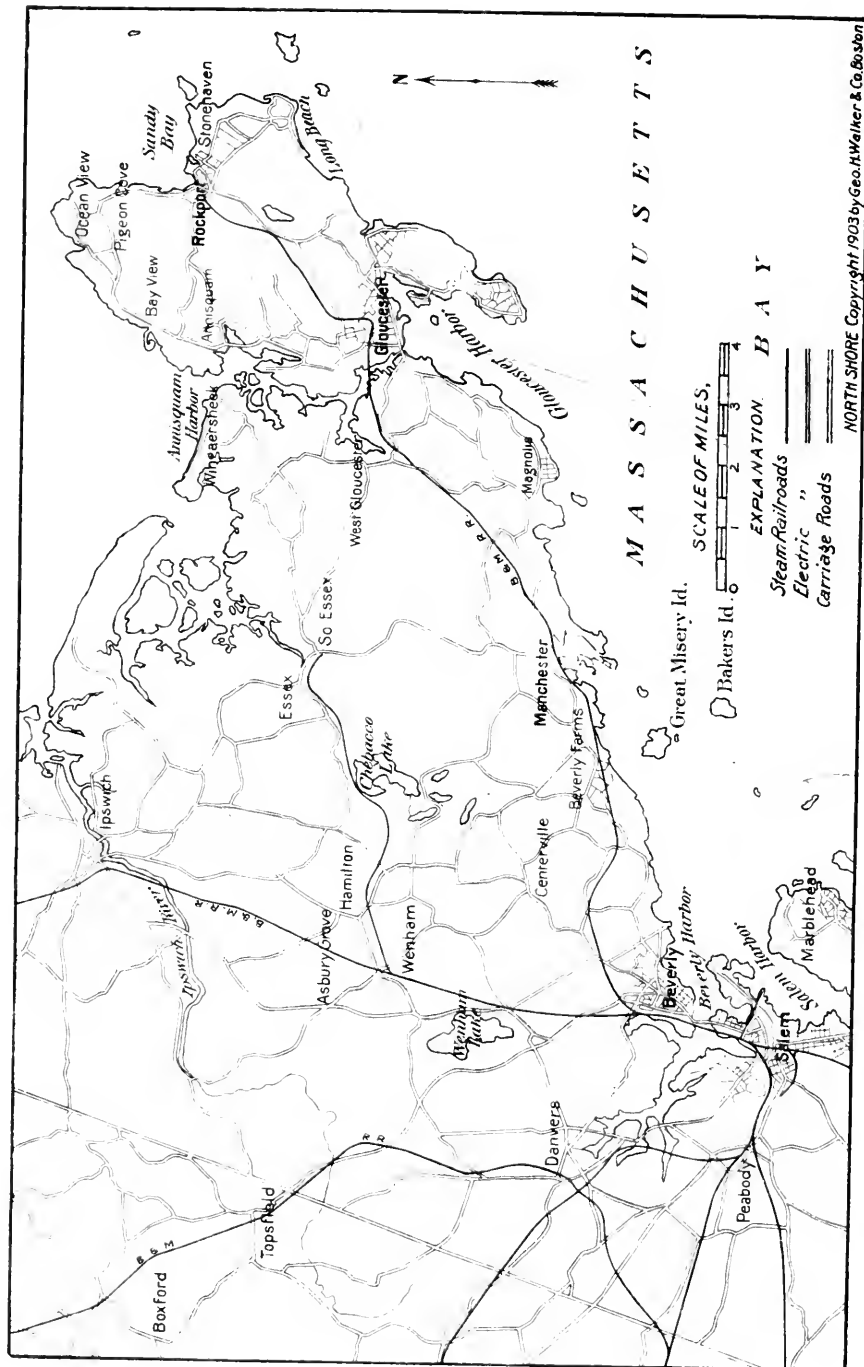 Ocean View
Pigeon Cove
Sandy
Bay
Bay View
Stonehaven
Rockport
Annisquam
Long Beach
Annisquam
Harbor
Wingaersheek
Gloucester
Gloucester Harbor
West Gloucester
Magnolia
B & M. R. R.
So Essex
Essex
Chebacco
Lake
Manchester
Beverly Farms
Ipswich
Ipswich River
B & M. R. R
Hamilton
Asbury Grove
Wenham
Centerville
Wenham
Lake
Beverly
Beverly Harbor
Salem Harbor
Marblehead
Salem
Danvers
Peabody
Topsfield
Boxford
B & M
R R
N
MASSACHUSETTS
BAY
Great Misery Id.
Bakers Id.
SCALE OF MILES,
0 1 2 3 4
EXPLANATION
Steam Railroads
Electric "
Carriage Roads
NORTH SHORE Copyright 1903 by Geo. H. Walker & Co. Boston